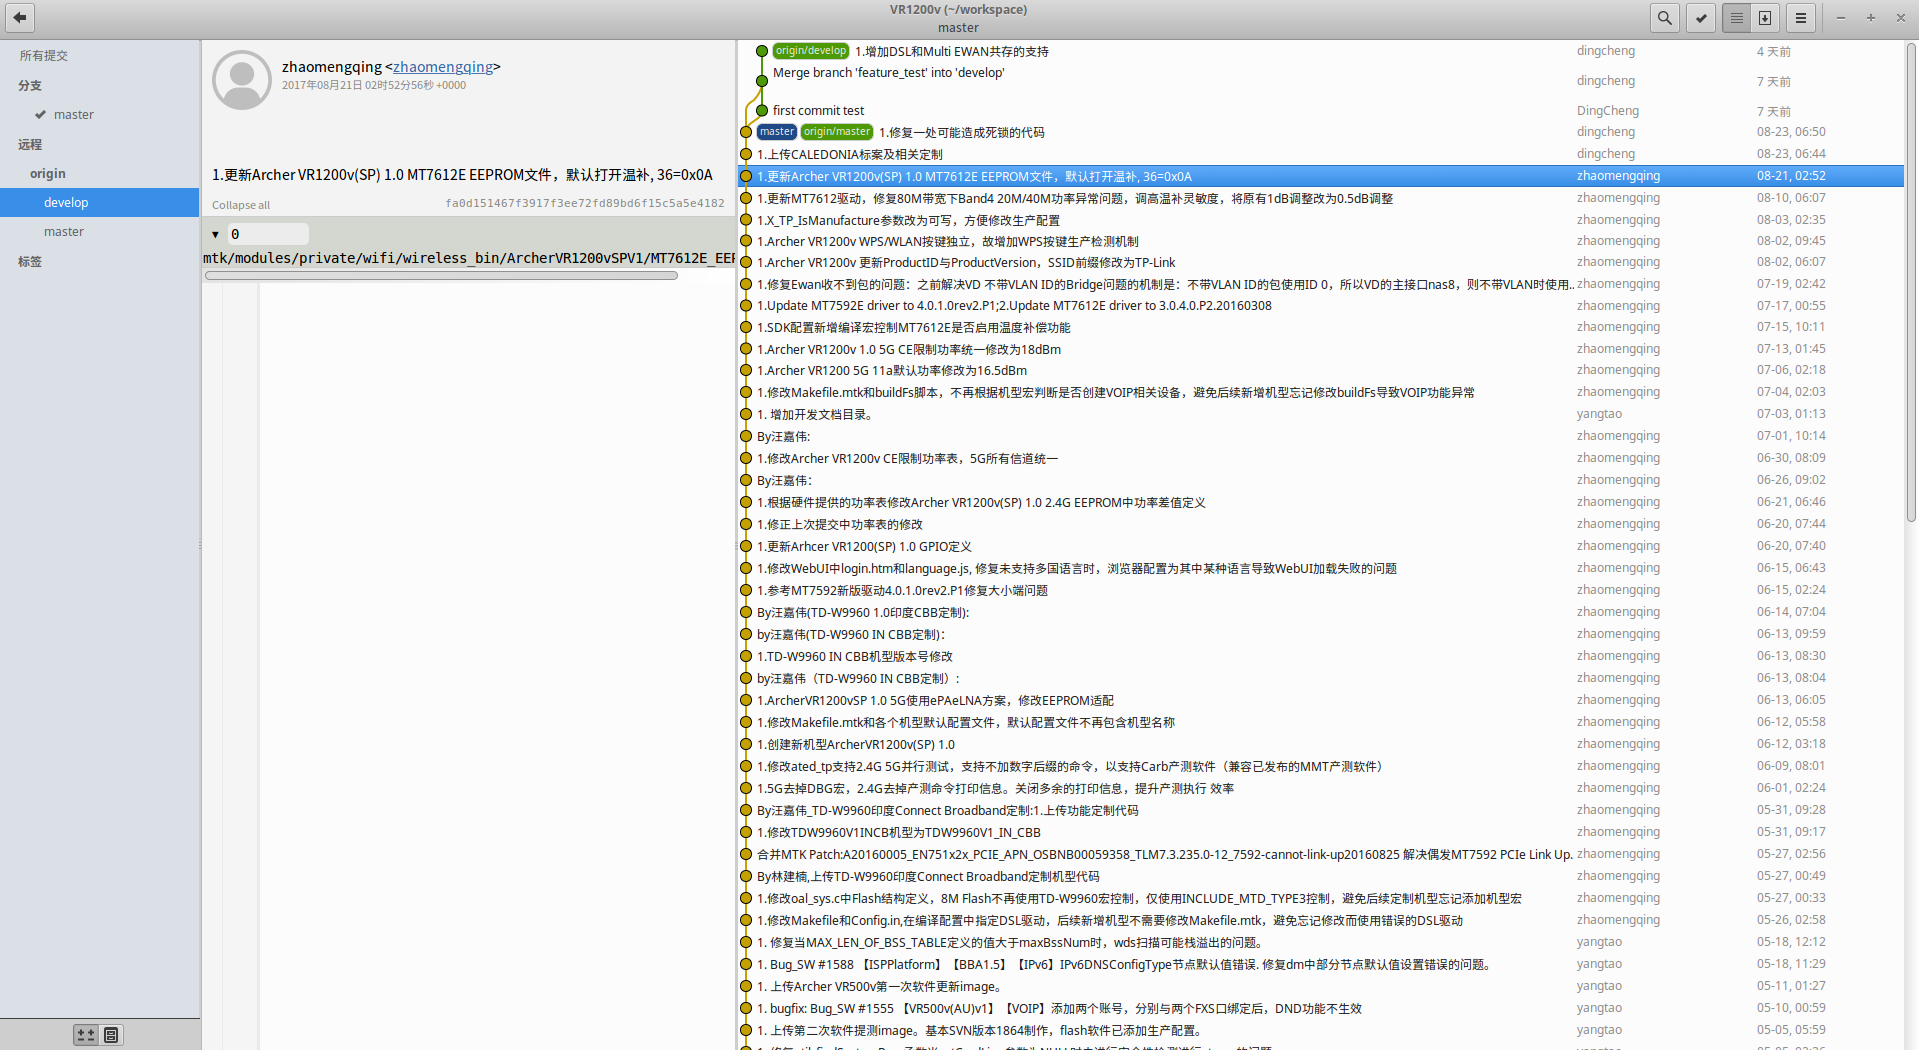 VR1200v (~/workspace)
master
所有提交
分支
master
远程
origin
develop
master
标签
zhaomengqing <zhaomengqing>
2017年08月21日 02时52分56秒 +0000
1.更新Archer VR1200v(SP) 1.0 MT7612E EEPROM文件，默认打开温补, 36=0x0A
Collapse all fa0d151467f3917f3ee72fd89bd6f15c5a5e4182
0
mtk/modules/private/wifi/wireless_bin/ArcherVR1200vSPV1/MT7612E_EEF
origin/develop 1.增加DSL和Multi EWAN共存的支持 dingcheng 4 天前
Merge branch 'feature_test' into 'develop' dingcheng 7 天前
first commit test DingCheng 7 天前
master origin/master 1.修复一处可能造成死锁的代码 dingcheng 08-23, 06:50
1.上传CALEDONIA标案及相关定制 dingcheng 08-23, 06:44
1.更新Archer VR1200v(SP) 1.0 MT7612E EEPROM文件，默认打开温补, 36=0x0A zhaomengqing 08-21, 02:52
1.更新MT7612驱动，修复80M带宽下Band4 20M/40M功率异常问题，调高温补灵敏度，将原有1dB调整改为0.5dB调整 zhaomengqing 08-10, 06:07
1.X_TP_IsManufacture参数改为可写，方便修改生产配置 zhaomengqing 08-03, 02:35
1.Archer VR1200v WPS/WLAN按键独立，故增加WPS按键生产检测机制 zhaomengqing 08-02, 09:45
1.Archer VR1200v 更新ProductID与ProductVersion，SSID前缀修改为TP-Link zhaomengqing 08-02, 06:07
1.修复Ewan收不到包的问题：之前解决VD 不带VLAN ID的Bridge问题的机制是：不带VLAN ID的包使用ID 0，所以VD的主接口nas8，则不带VLAN时使用... zhaomengqing 07-19, 02:42
1.Update MT7592E driver to 4.0.1.0rev2.P1;2.Update MT7612E driver to 3.0.4.0.P2.20160308 zhaomengqing 07-17, 00:55
1.SDK配置新增编译宏控制MT7612E是否启用温度补偿功能 zhaomengqing 07-15, 10:11
1.Archer VR1200v 1.0 5G CE限制功率统一修改为18dBm zhaomengqing 07-13, 01:45
1.Archer VR1200 5G 11a默认功率修改为16.5dBm zhaomengqing 07-06, 02:18
1.修改Makefile.mtk和buildFs脚本，不再根据机型宏判断是否创建VOIP相关设备，避免后续新增机型忘记修改buildFs导致VOIP功能异常 zhaomengqing 07-04, 02:03
1. 增加开发文档目录。 yangtao 07-03, 01:13
By汪嘉伟: zhaomengqing 07-01, 10:14
1.修改Archer VR1200v CE限制功率表，5G所有信道统一 zhaomengqing 06-30, 08:09
By汪嘉伟： zhaomengqing 06-26, 09:02
1.根据硬件提供的功率表修改Archer VR1200v(SP) 1.0 2.4G EEPROM中功率差值定义 zhaomengqing 06-21, 06:46
1.修正上次提交中功率表的修改 zhaomengqing 06-20, 07:44
1.更新Arhcer VR1200(SP) 1.0 GPIO定义 zhaomengqing 06-20, 07:40
1.修改WebUI中login.htm和language.js, 修复未支持多国语言时，浏览器配置为其中某种语言导致WebUI加载失败的问题 zhaomengqing 06-15, 06:43
1.参考MT7592新版驱动4.0.1.0rev2.P1修复大小端问题 zhaomengqing 06-15, 02:24
By汪嘉伟(TD-W9960 1.0印度CBB定制): zhaomengqing 06-14, 07:04
by汪嘉伟(TD-W9960 IN CBB定制)： zhaomengqing 06-13, 09:59
1.TD-W9960 IN CBB机型版本号修改 zhaomengqing 06-13, 08:30
by汪嘉伟（TD-W9960 IN CBB定制）: zhaomengqing 06-13, 08:04
1.ArcherVR1200vSP 1.0 5G使用ePAeLNA方案，修改EEPROM适配 zhaomengqing 06-13, 06:05
1.修改Makefile.mtk和各个机型默认配置文件，默认配置文件不再包含机型名称 zhaomengqing 06-12, 05:58
1.创建新机型ArcherVR1200v(SP) 1.0 zhaomengqing 06-12, 03:18
1.修改ated_tp支持2.4G 5G并行测试，支持不加数字后缀的命令，以支持Carb产测软件（兼容已发布的MMT产测软件） zhaomengqing 06-09, 08:01
1.5G去掉DBG宏，2.4G去掉产测命令打印信息。关闭多余的打印信息，提升产测执行 效率 zhaomengqing 06-01, 02:24
By汪嘉伟_TD-W9960印度Connect Broadband定制:1.上传功能定制代码 zhaomengqing 05-31, 09:28
1.修改TDW9960V1INCB机型为TDW9960V1_IN_CBB zhaomengqing 05-31, 09:17
合并MTK Patch:A20160005_EN751x2x_PCIE_APN_OSBNB00059358_TLM7.3.235.0-12_7592-cannot-link-up20160825 解决偶发MT7592 PCIe Link Up. zhaomengqing 05-27, 02:56
By林建楠,上传TD-W9960印度Connect Broadband定制机型代码 zhaomengqing 05-27, 00:49
1.修改oal_sys.c中Flash结构定义，8M Flash不再使用TD-W9960宏控制，仅使用INCLUDE_MTD_TYPE3控制，避免后续定制机型忘记添加机型宏 zhaomengqing 05-27, 00:33
1.修改Makefile和Config.in,在编译配置中指定DSL驱动，后续新增机型不需要修改Makefile.mtk，避免忘记修改而使用错误的DSL驱动 zhaomengqing 05-26, 02:58
1. 修复当MAX_LEN_OF_BSS_TABLE定义的值大于maxBssNum时，wds扫描可能栈溢出的问题。 yangtao 05-18, 12:12
1. Bug_SW #1588 【ISPPlatform】【BBA1.5】【IPv6】IPv6DNSConfigType节点默认值错误. 修复dm中部分节点默认值设置错误的问题。 yangtao 05-18, 11:29
1. 上传Archer VR500v第一次软件更新image。 yangtao 05-11, 01:27
1. bugfix: Bug_SW #1555 【VR500v(AU)v1】【VOIP】添加两个账号，分别与两个FXS口绑定后，DND功能不生效 yangtao 05-10, 00:59
1. 上传第二次软件提测image。基本SVN版本1864制作，flash软件已添加生产配置。 yangtao 05-05, 05:59